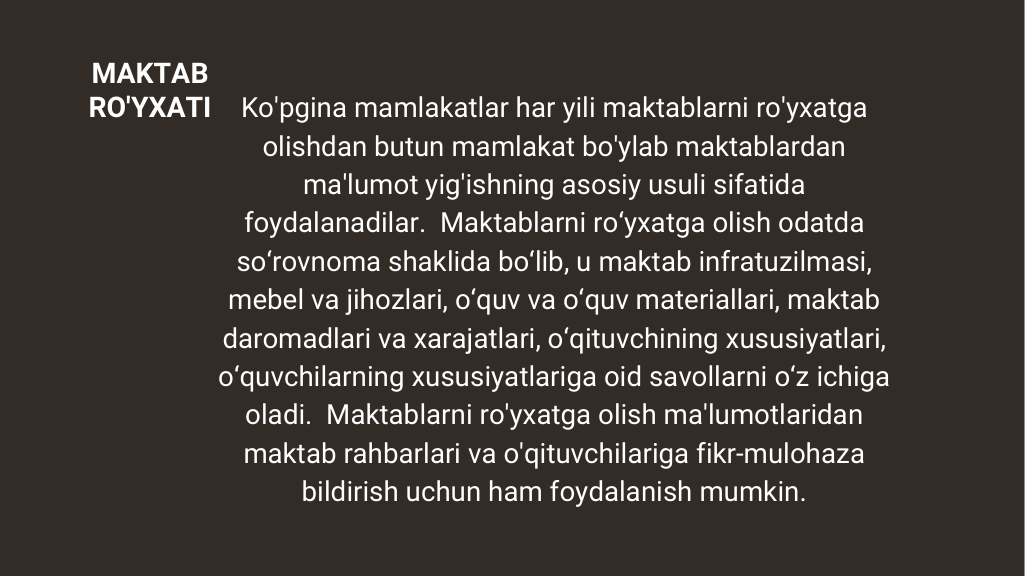 MAKTAB
RO'YXATI
Ko'pgina mamlakatlar har yili maktablarni ro'yxatga
olishdan butun mamlakat bo'ylab maktablardan
ma'lumot yig'ishning asosiy usuli sifatida
foydalanadilar.  Maktablarni ro‘yxatga olish odatda
so‘rovnoma shaklida bo‘lib, u maktab infratuzilmasi,
mebel va jihozlari, o‘quv va o‘quv materiallari, maktab
daromadlari va xarajatlari, o‘qituvchining xususiyatlari,
o‘quvchilarning xususiyatlariga oid savollarni o‘z ichiga
oladi.  Maktablarni ro'yxatga olish ma'lumotlaridan
maktab rahbarlari va o'qituvchilariga fikr-mulohaza
bildirish uchun ham foydalanish mumkin.